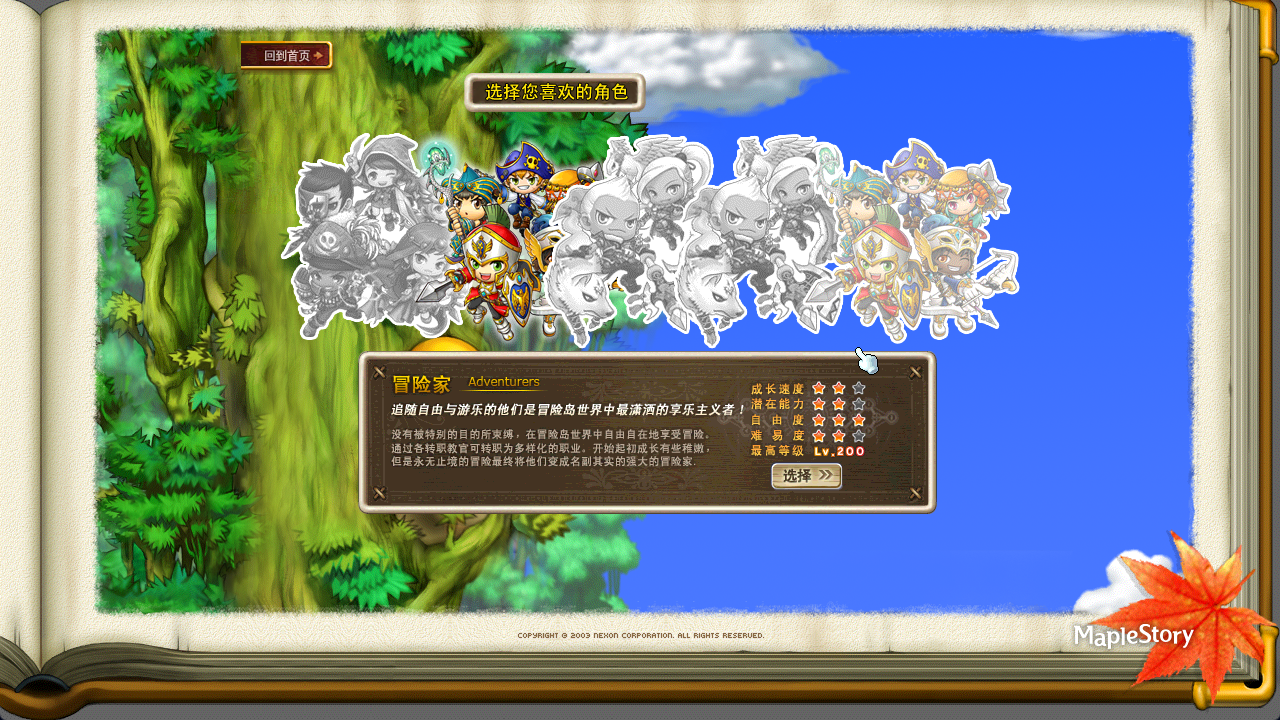 回到首页
选择您喜欢的角色
冒险家 Adventurers
追随自由与游乐的他们是冒险岛世界中最潇洒的享乐主义者！
没有被特别的目的所束缚，在冒险岛世界中自由自在地享受冒险。
通过各转职教官可转职为多样化的职业。开始起初成长有些稚嫩，
但是永无止境的冒险最终将他们变成名副其实的强大的冒险家.
成长速度
潜在能力
自由度
难易度
最高等级 Lv.200
选择
COPYRIGHT @ 2003 NEXON CORPORATION. ALL RIGHTS RESERVED.
MapleStory